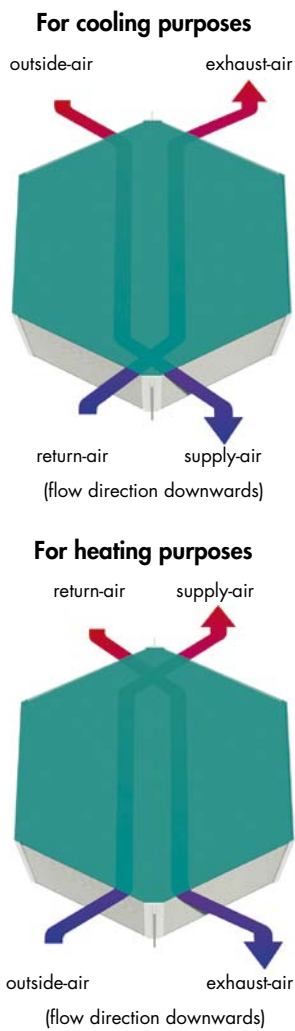 For cooling purposes
outside-air exhaust-air
return-air supply-air
(flow direction downwards)
For heating purposes
return-air supply-air
outside-air exhaust-air
(flow direction downwards)